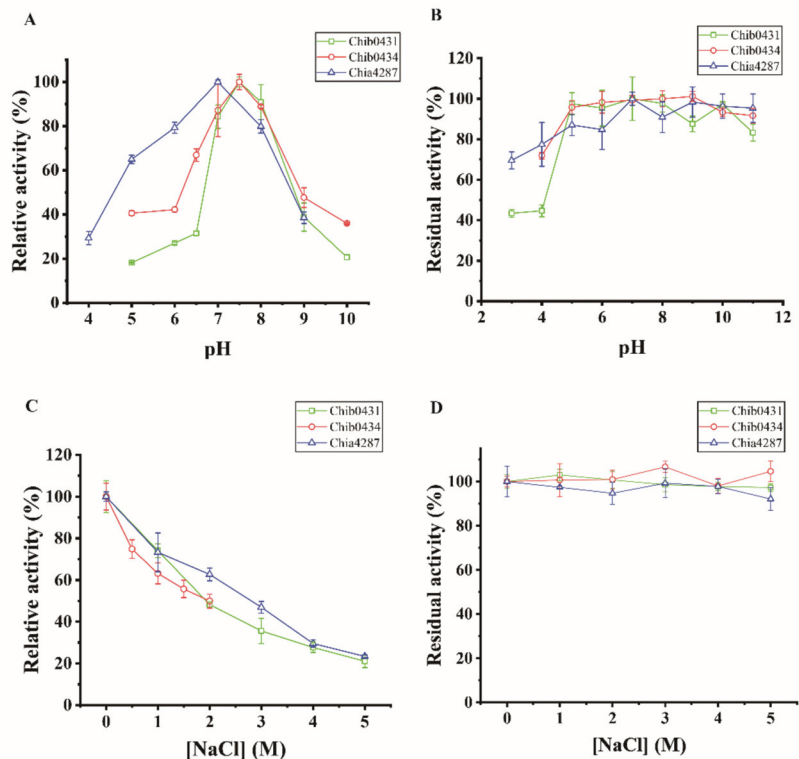 A
Chib0431
Chib0434
Chia4287
Relative activity (%)
120
100
80
60
40
20
0
4 5 6 7 8 9 10
pH
B
Chib0431
Chib0434
Chia4287
Residual activity (%)
120
100
80
60
40
20
0
2 4 6 8 10 12
pH
C
Chib0431
Chib0434
Chia4287
Relative activity (%)
120
100
80
60
40
20
0
0 1 2 3 4 5
[NaCl] (M)
D
Chib0431
Chib0434
Chia4287
Residual activity (%)
120
100
80
60
40
20
0
0 1 2 3 4 5
[NaCl] (M)